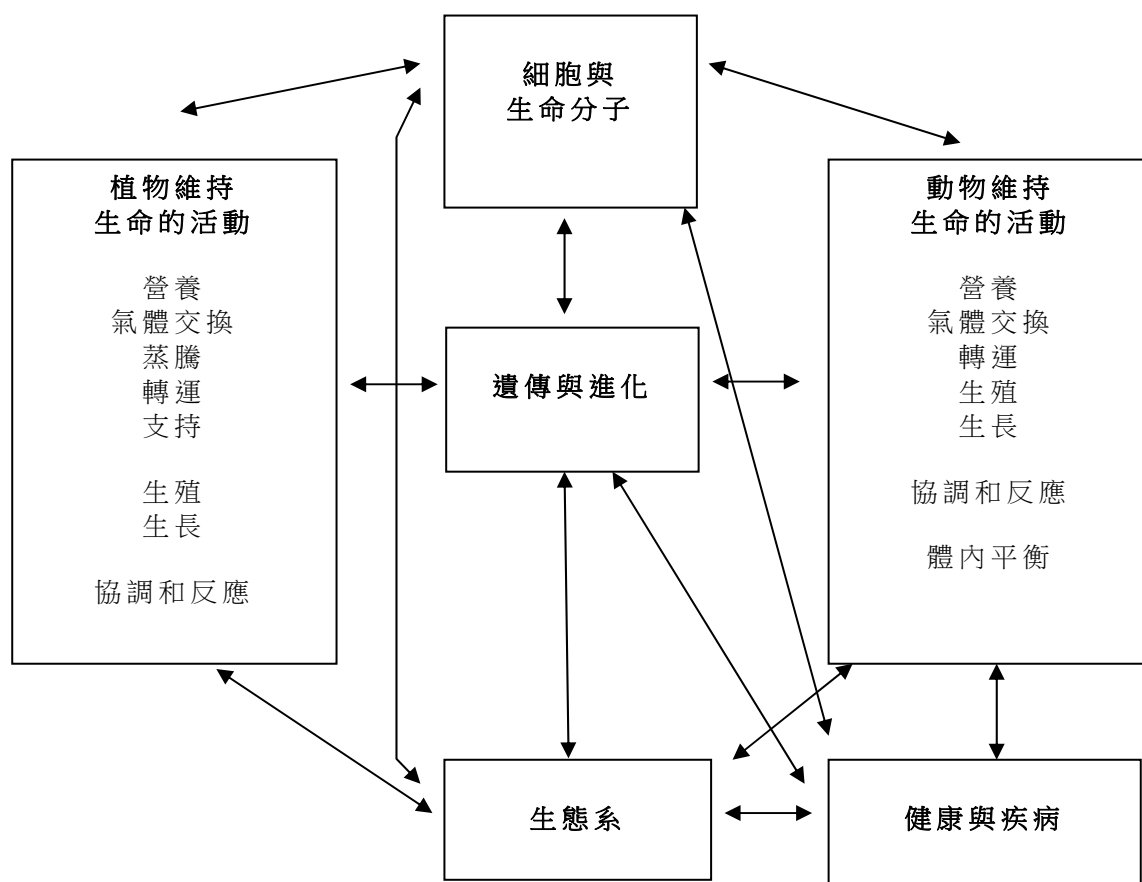 細胞與
生命分子
植物維持
生命的活動
營養
氣體交換
蒸騰
轉運
支持
生殖
生長
協調和反應
遺傳與進化
動物維持
生命的活動
營養
氣體交換
轉運
生殖
生長
協調和反應
體內平衡
生態系
健康與疾病